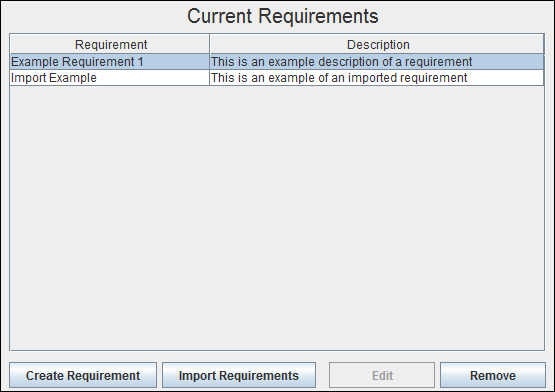 Current Requirements
Requirement Description
Example Requirement 1 This is an example description of a requirement
Import Example This is an example of an imported requirement
Create Requirement Import Requirements Edit Remove